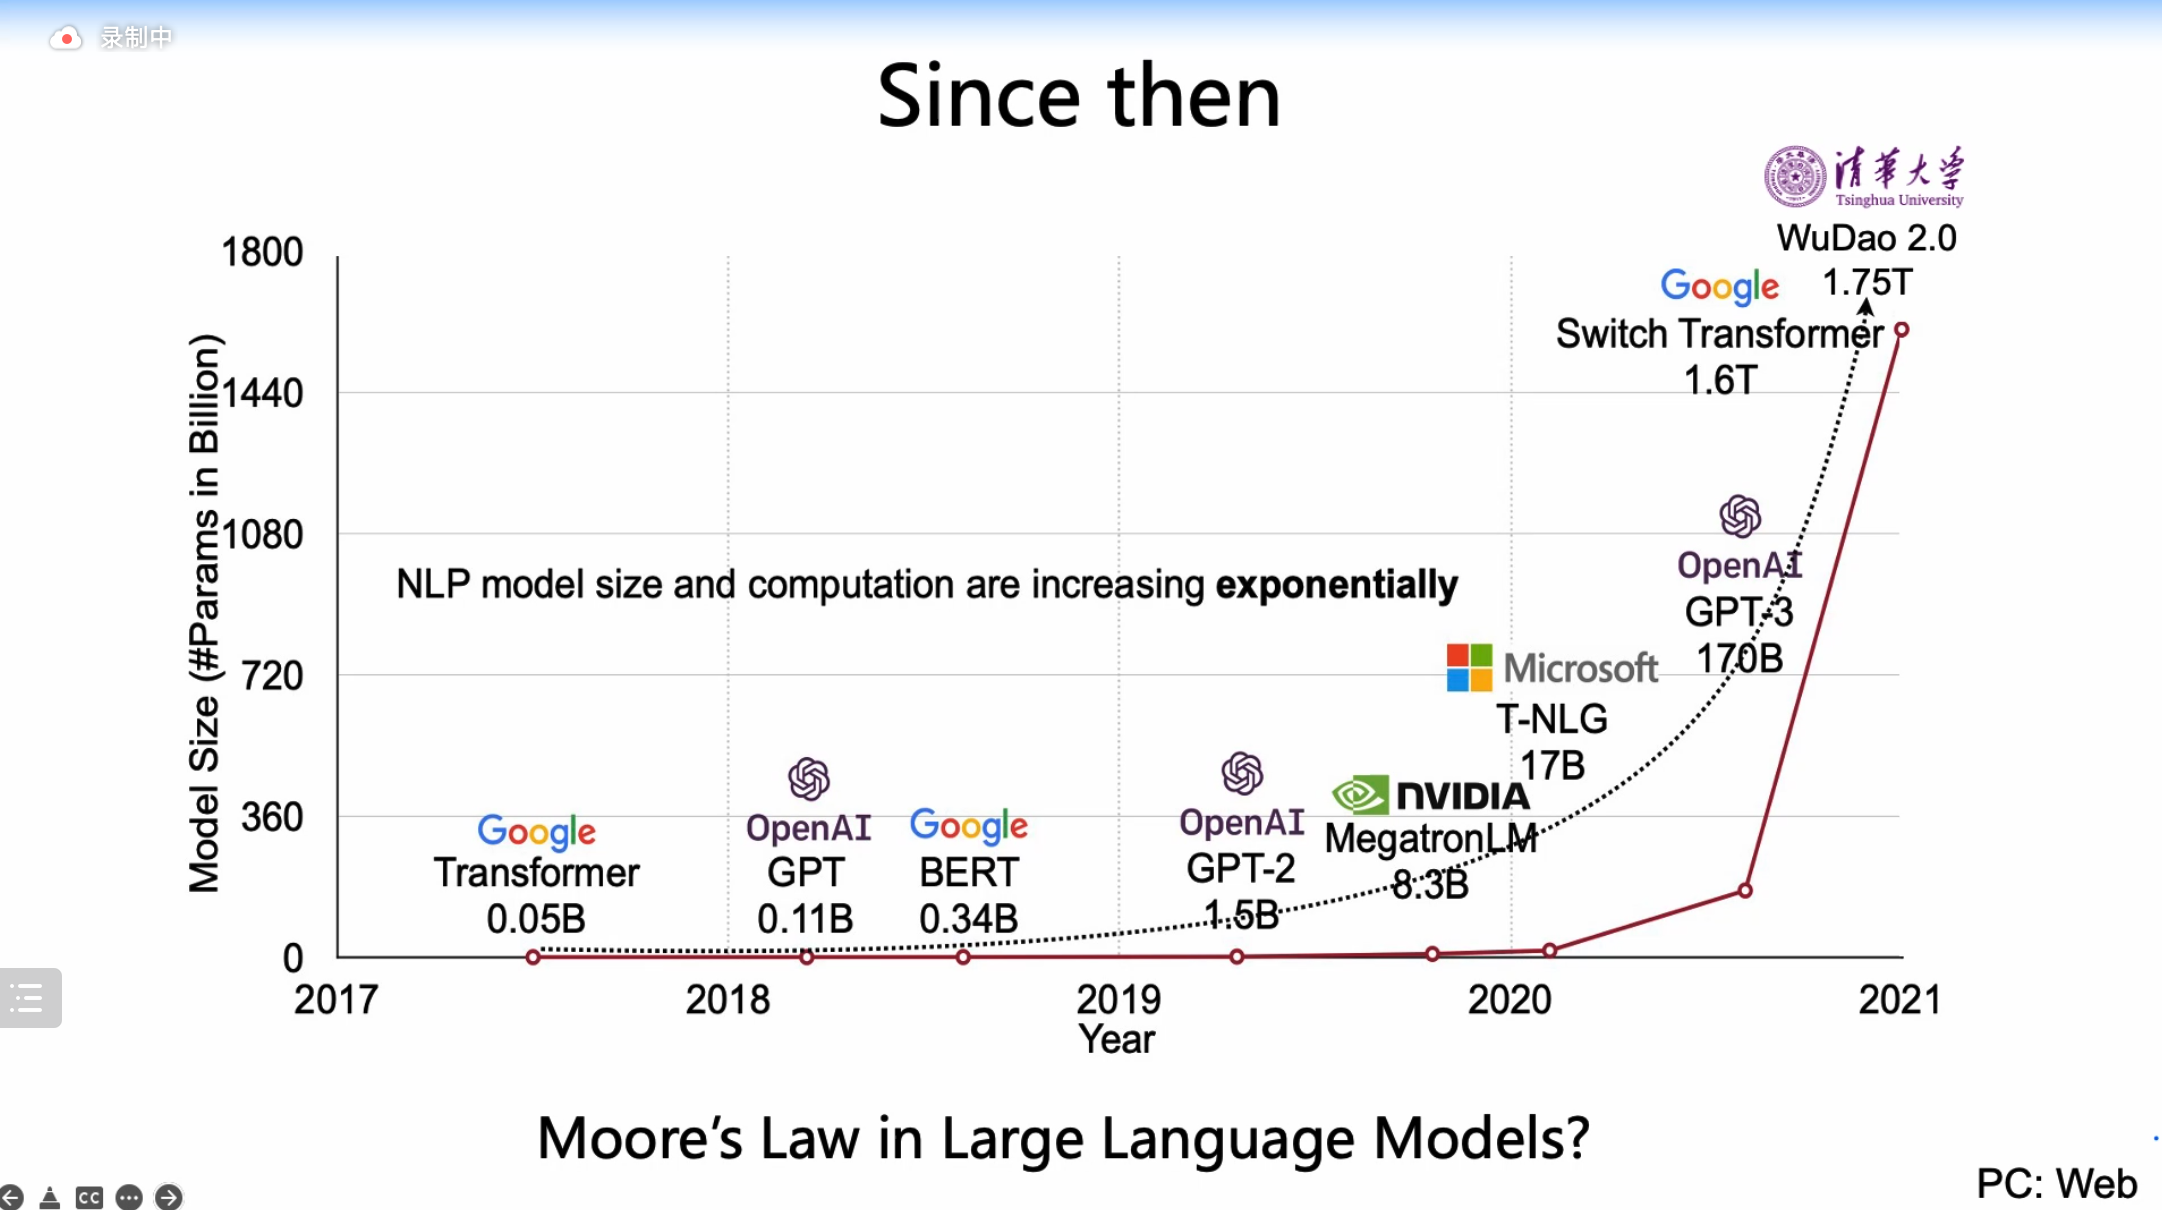 录制中
Since then
清華大学
Tsinghua University
WuDao 2.0
1.75T
Google
Switch Transformer
1.6T
OpenAI
GPT-3
170B
Microsoft
T-NLG
17B
NVIDIA
MegatronLM
8.3B
OpenAI
GPT-2
1.5B
Google
BERT
0.34B
OpenAI
GPT
0.11B
Google
Transformer
0.05B
NLP model size and computation are increasing exponentially
Model Size (#Params in Billion)
1800
1440
1080
720
360
0
2017
2018
2019
2020
2021
Year
Moore’s Law in Large Language Models?
PC: Web
CC